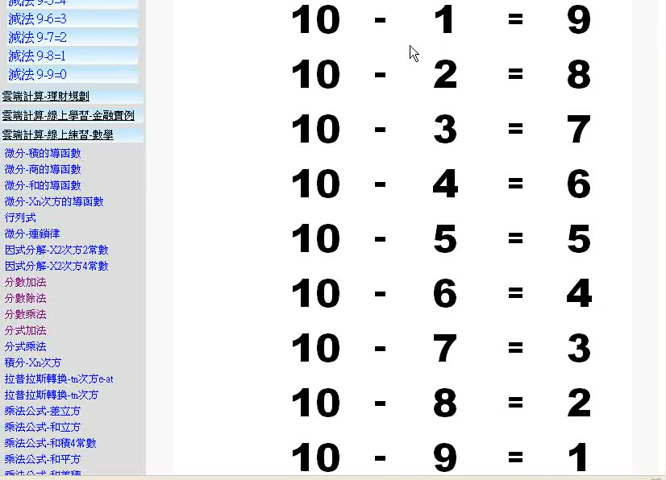 減法 9-5=4
減法 9-6=3
減法 9-7=2
減法 9-8=1
減法 9-9=0
雲端計算-理財規劃
雲端計算-線上學習-金融實例
雲端計算-線上練習-數學
微分-積的導函數
微分-商的導函數
微分-和的導函數
微分-Xn次方的導函數
行列式
微分-連鎖律
因式分解-X2次方2常數
因式分解-X2次方4常數
分數加法
分數除法
分數乘法
分式加法
分式乘法
積分-Xn次方
拉普拉斯轉換-tn次方e-at
拉普拉斯轉換-tn次方
乘法公式-差立方
乘法公式-和立方
乘法公式-和積4常數
乘法公式-和平方
10 - 1 = 9
10 - 2 = 8
10 - 3 = 7
10 - 4 = 6
10 - 5 = 5
10 - 6 = 4
10 - 7 = 3
10 - 8 = 2
10 - 9 = 1